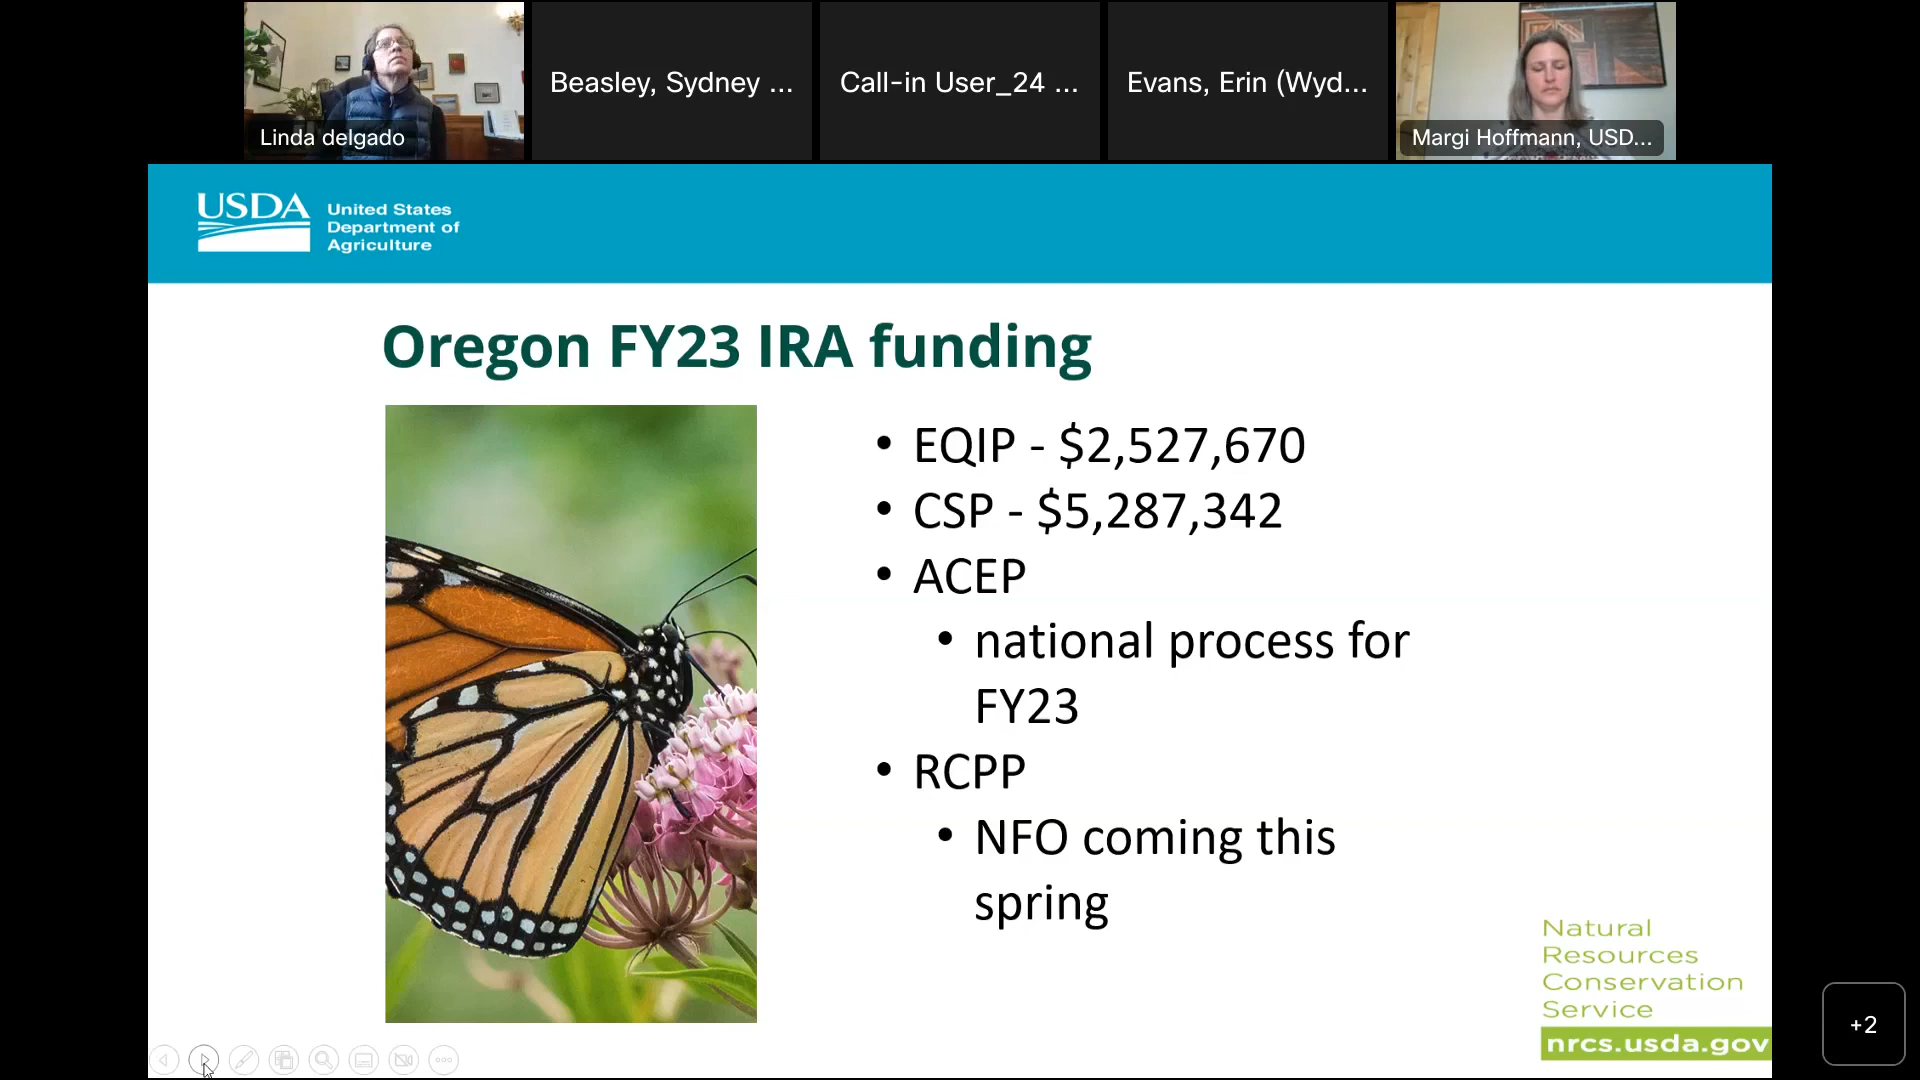 Linda delgado
Beasley, Sydney ...
Call-in User_24 ...
Evans, Erin (Wyd...
Margi Hoffmann, USD...
USDA
United States
Department of
Agriculture
Oregon FY23 IRA funding
• EQIP - $2,527,670
• CSP - $5,287,342
• ACEP
• national process for
FY23
• RCPP
• NFO coming this
spring
Natural
Resources
Conservation
Service
nrcs.usda.gov
+2